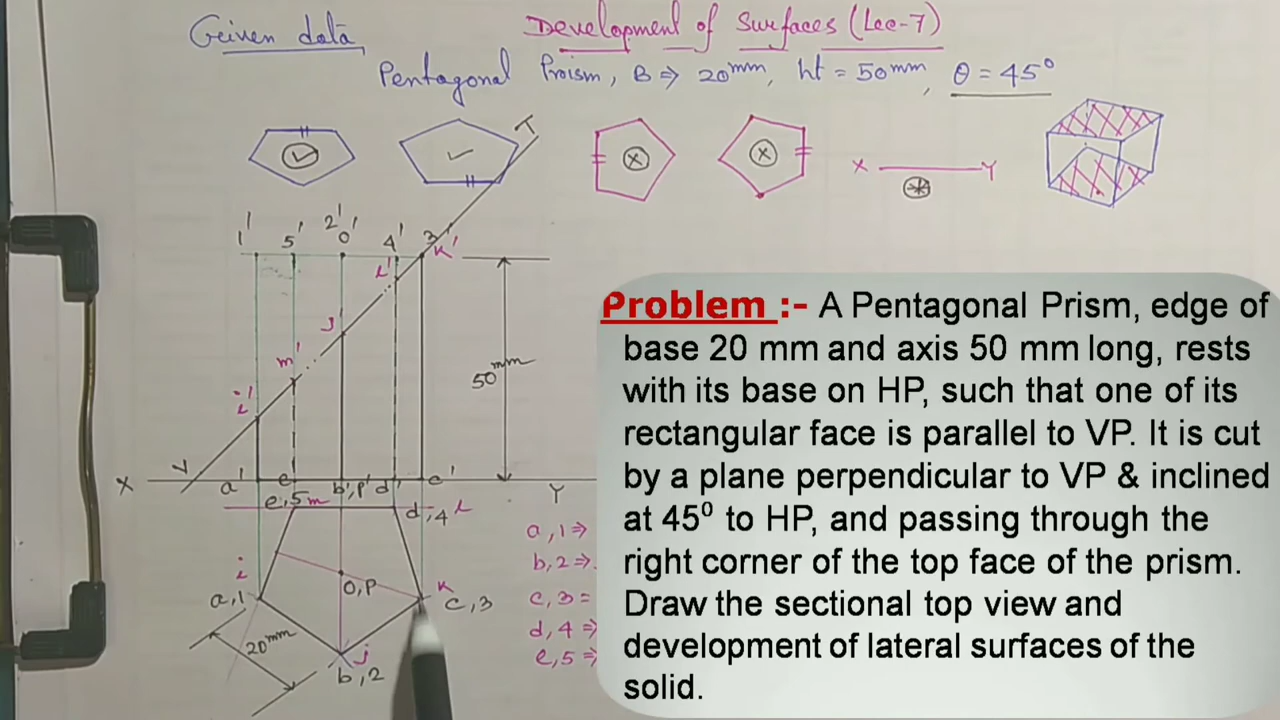 Geiven data
Development of Surfaces (Lec-7)
Pentagonal Prism, B ⇒ 20mm, ht = 50mm, θ = 45°
T
X Y
1' 5' 2' 0' 4' 3'
k'
l'
j'
m'
i'
50mm
V
X a' e' b', p' d' c' Y
e, 5 m
d, 4 l
i
a, 1
O, P
k
c, 3
20mm
j
b, 2
a, 1 ⇒
b, 2 ⇒
c, 3 =
d, 4 ⇒
e, 5 ⇒
Problem :- A Pentagonal Prism, edge of
base 20 mm and axis 50 mm long, rests
with its base on HP, such that one of its
rectangular face is parallel to VP. It is cut
by a plane perpendicular to VP & inclined
at 45⁰ to HP, and passing through the
right corner of the top face of the prism.
Draw the sectional top view and
development of lateral surfaces of the
solid.